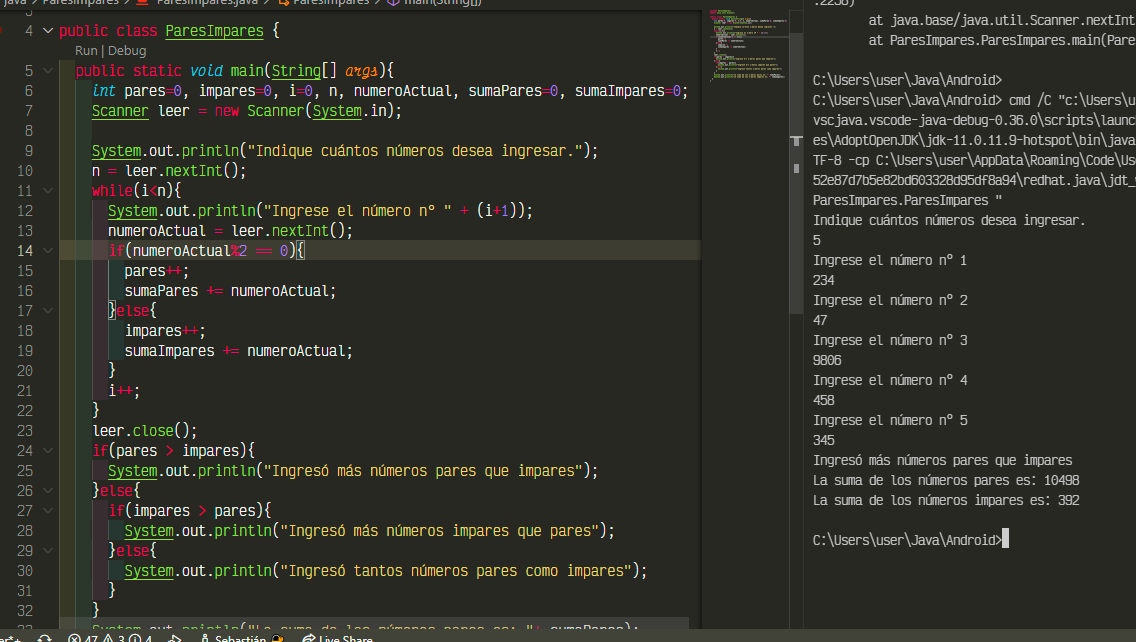 java > ParesImpares > ParesImpares.java > ParesImpares > main(String[])
3
4 public class ParesImpares {
Run | Debug
5 public static void main(String[] args){
6 int pares=0, impares=0, i=0, n, numeroActual, sumaPares=0, sumaImpares=0;
7 Scanner leer = new Scanner(System.in);
8
9 System.out.println("Indique cuántos números desea ingresar.");
10 n = leer.nextInt();
11 while(i<n){
12 System.out.println("Ingrese el número n° " + (i+1));
13 numeroActual = leer.nextInt();
14 if(numeroActual%2 == 0){
15 pares++;
16 sumaPares += numeroActual;
17 }else{
18 impares++;
19 sumaImpares += numeroActual;
20 }
21 i++;
22 }
23 leer.close();
24 if(pares > impares){
25 System.out.println("Ingresó más números pares que impares");
26 }else{
27 if(impares > pares){
28 System.out.println("Ingresó más números impares que pares");
29 }else{
30 System.out.println("Ingresó tantos números pares como impares");
31 }
32 }
33 System.out.println("La suma de los números pares es: "+ sumaPares);
47 3 4 Sebastián Live Share
.2258)
at java.base/java.util.Scanner.nextInt
at ParesImpares.ParesImpares.main(Pare
C:\Users\user\Java\Android>
C:\Users\user\Java\Android> cmd /C "c:\Users\u
vscjava.vscode-java-debug-0.36.0\scripts\launc
es\AdoptOpenJDK\jdk-11.0.11.9-hotspot\bin\java
TF-8 -cp C:\Users\user\AppData\Roaming\Code\Use
52e87d7b5e82bd603328d95df8a94\redhat.java\jdt_
ParesImpares.ParesImpares "
Indique cuántos números desea ingresar.
5
Ingrese el número n° 1
234
Ingrese el número n° 2
47
Ingrese el número n° 3
9806
Ingrese el número n° 4
458
Ingrese el número n° 5
345
Ingresó más números pares que impares
La suma de los números pares es: 10498
La suma de los números impares es: 392
C:\Users\user\Java\Android>